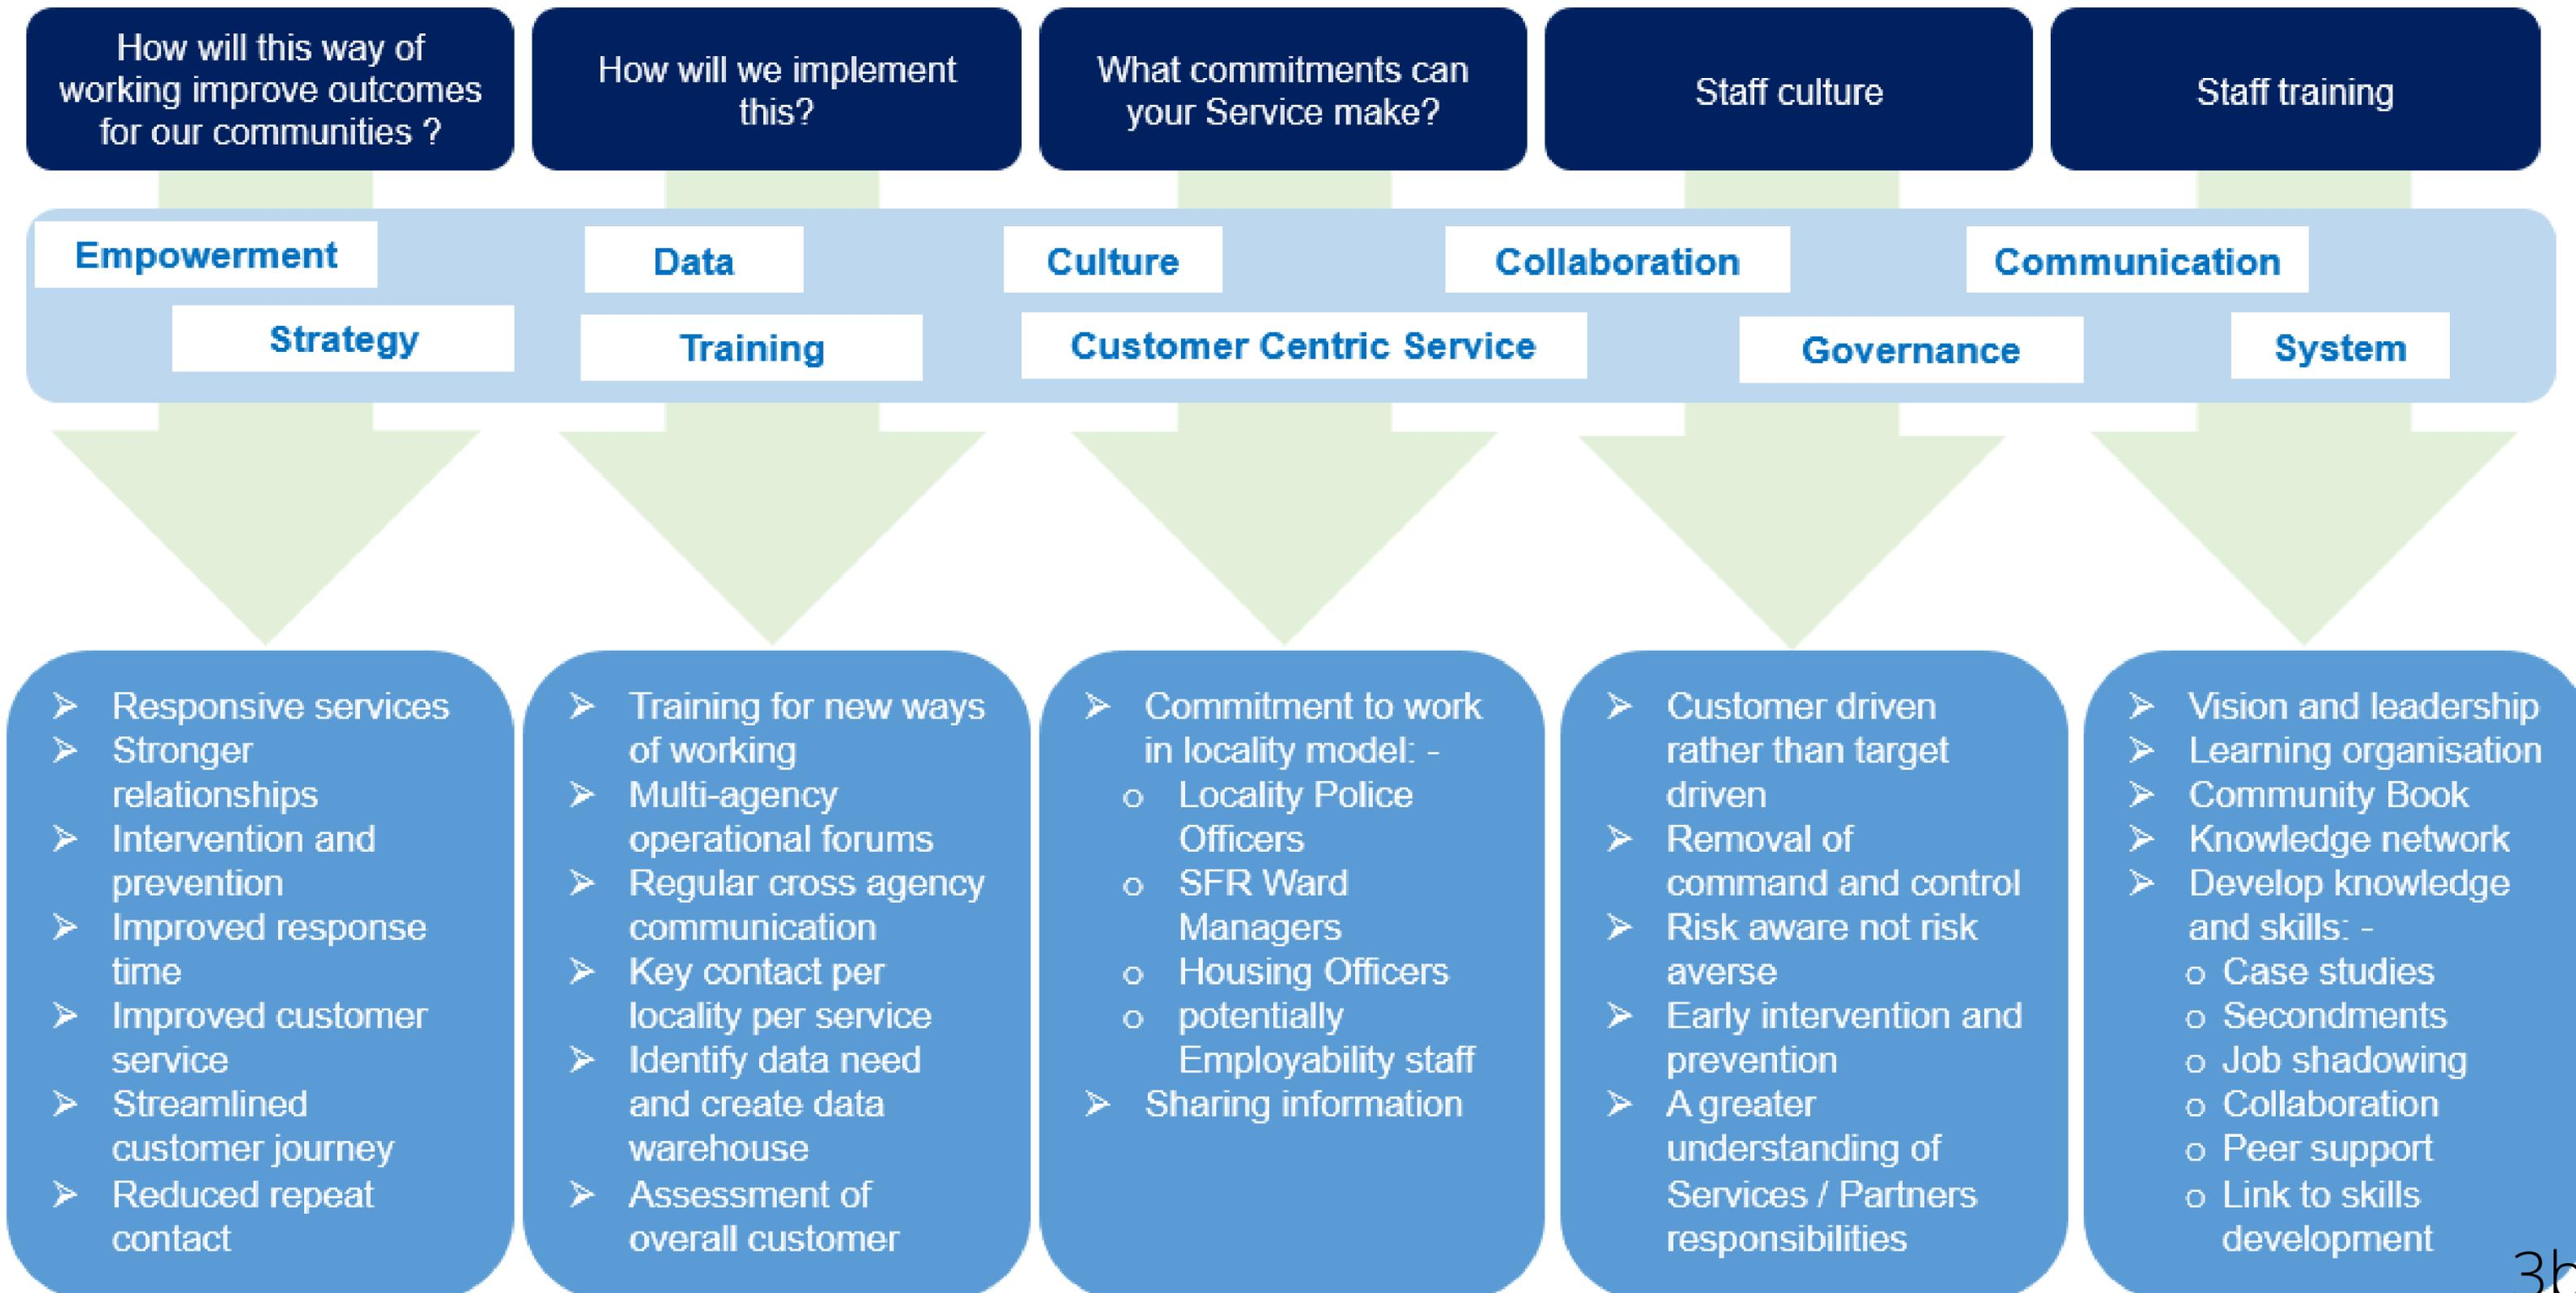 How will this way of
working improve outcomes
for our communities ?
How will we implement
this?
What commitments can
your Service make?
Staff culture
Staff training
Empowerment
Data
Culture
Collaboration
Communication
Strategy
Training
Customer Centric Service
Governance
System
➢ Responsive services
➢ Stronger
relationships
➢ Intervention and
prevention
➢ Improved response
time
➢ Improved customer
service
➢ Streamlined
customer journey
➢ Reduced repeat
contact
➢ Training for new ways
of working
➢ Multi-agency
operational forums
➢ Regular cross agency
communication
➢ Key contact per
locality per service
➢ Identify data need
and create data
warehouse
➢ Assessment of
overall customer
➢ Commitment to work
in locality model: -
o Locality Police
Officers
o SFR Ward
Managers
o Housing Officers
o potentially
Employability staff
➢ Sharing information
➢ Customer driven
rather than target
driven
➢ Removal of
command and control
➢ Risk aware not risk
averse
➢ Early intervention and
prevention
➢ A greater
understanding of
Services / Partners
responsibilities
➢ Vision and leadership
➢ Learning organisation
➢ Community Book
➢ Knowledge network
➢ Develop knowledge
and skills: -
o Case studies
o Secondments
o Job shadowing
o Collaboration
o Peer support
o Link to skills
development
3b